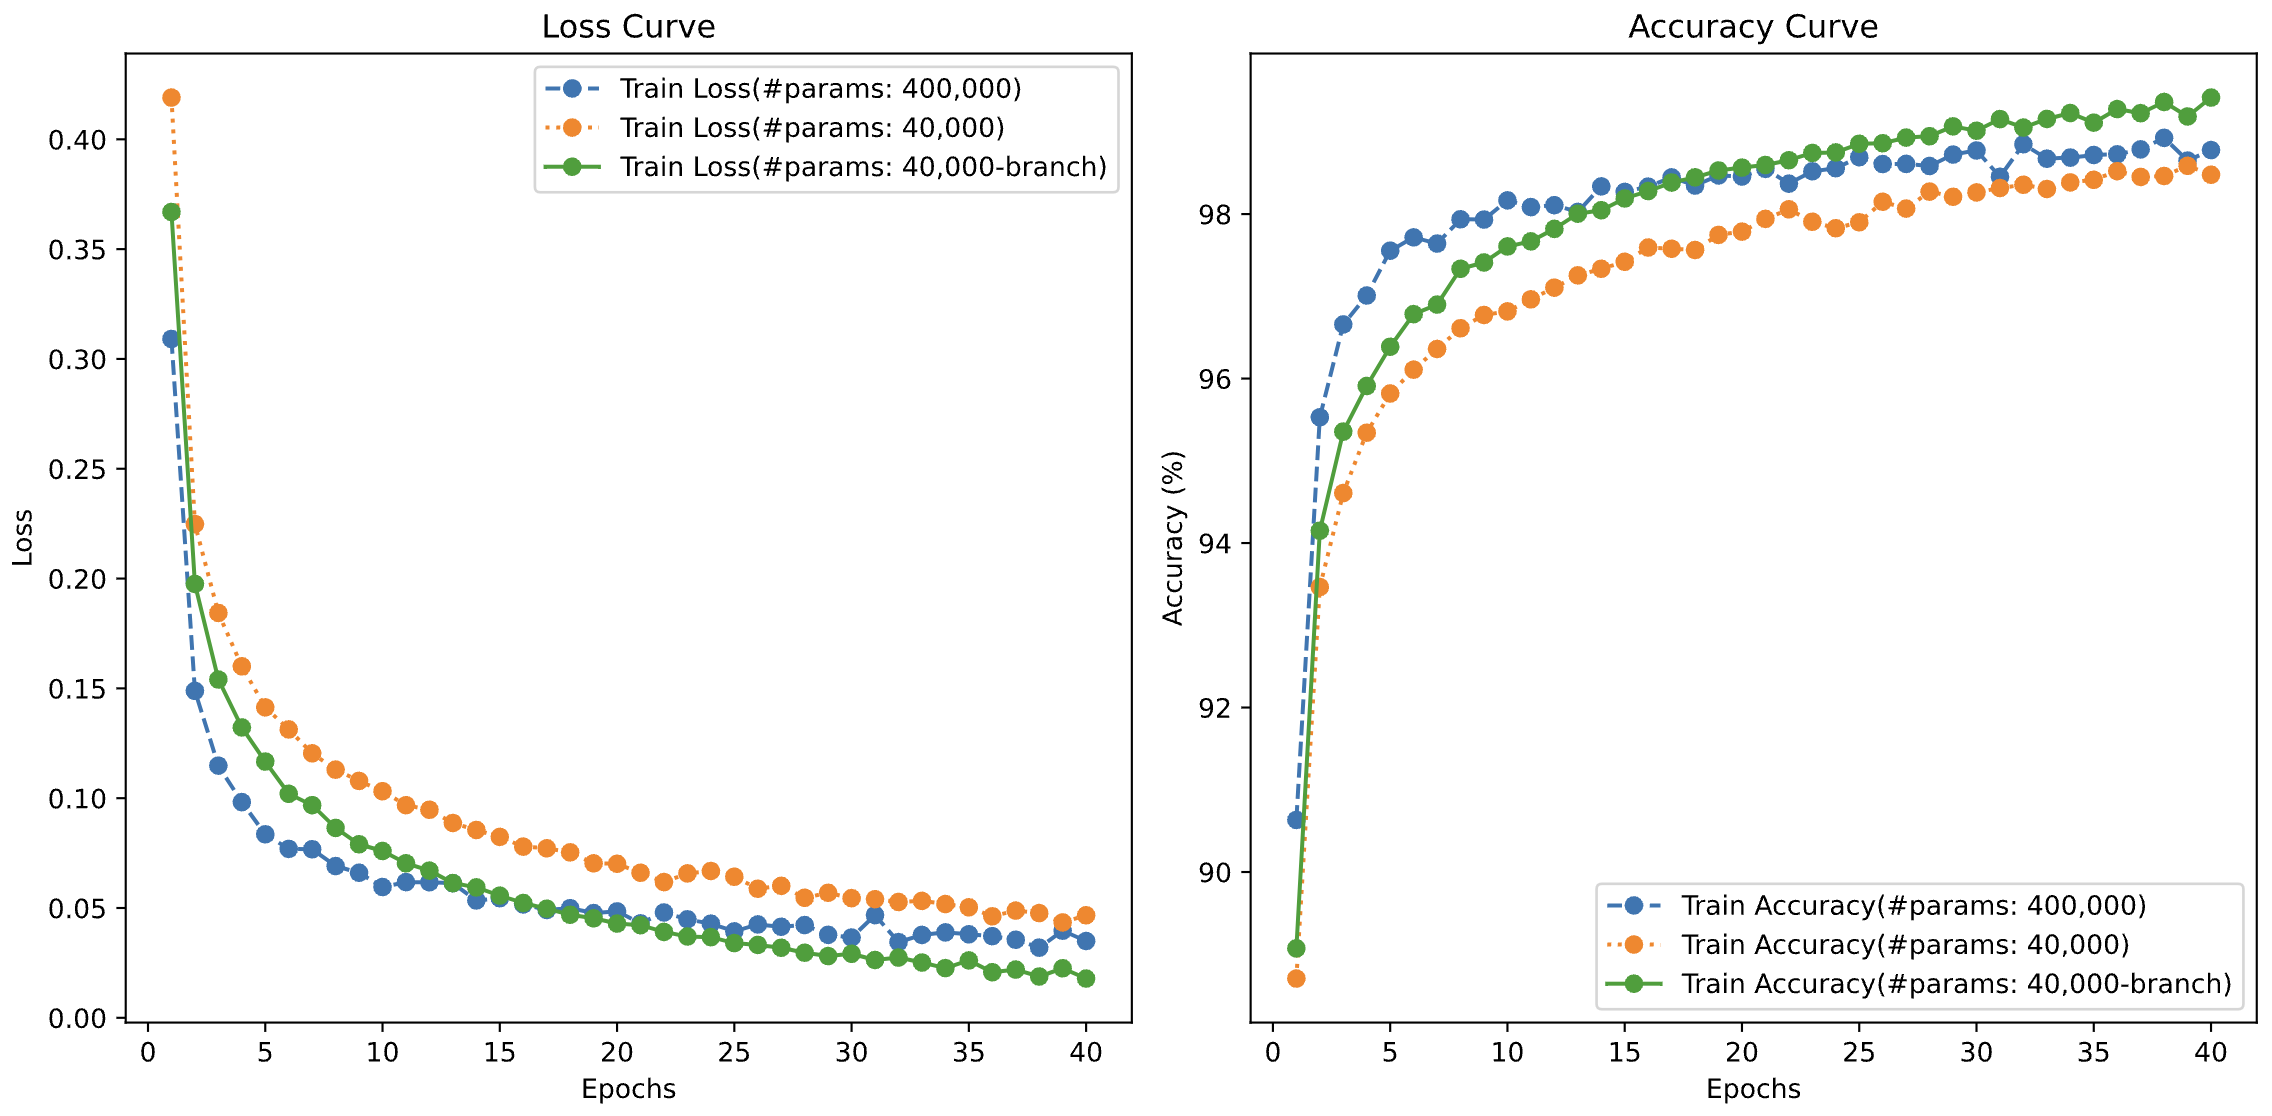 Loss Curve
Train Loss(#params: 400,000)
Train Loss(#params: 40,000)
Train Loss(#params: 40,000-branch)
0.40
0.35
0.30
0.25
0.20
0.15
0.10
0.05
0.00
Loss
0 5 10 15 20 25 30 35 40
Epochs
Accuracy Curve
98
96
94
92
90
Accuracy (%)
Train Accuracy(#params: 400,000)
Train Accuracy(#params: 40,000)
Train Accuracy(#params: 40,000-branch)
0 5 10 15 20 25 30 35 40
Epochs